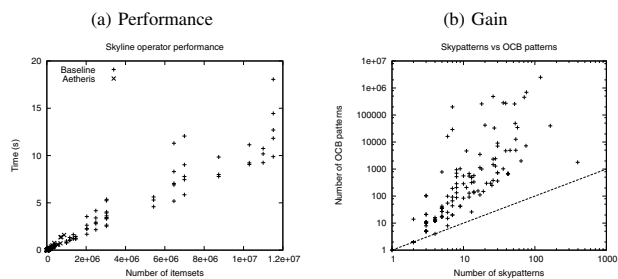 (a) Performance
(b) Gain
Skyline operator performance
Baseline
Aetheris
Time (s)
20
15
10
5
0
0 2e+06 4e+06 6e+06 8e+06 1e+07 1.2e+07
Number of itemsets
Skypatterns vs OCB patterns
Number of OCB patterns
1e+07
1e+06
100000
10000
1000
100
10
1
1 10 100 1000
Number of skypatterns